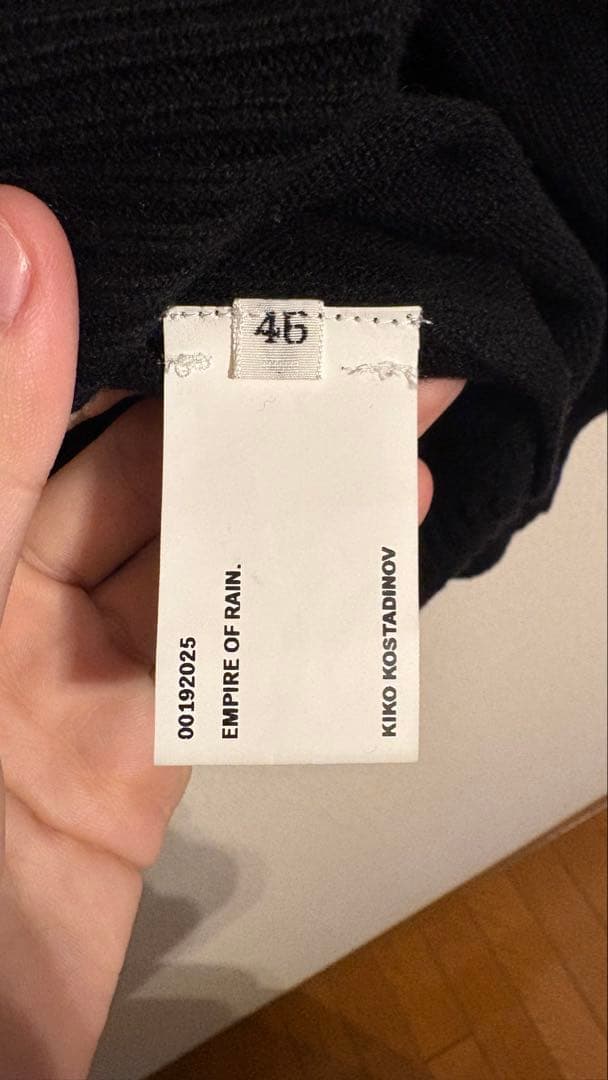 46
00192025
EMPIRE OF RAIN.
KIKO KOSTADINOV